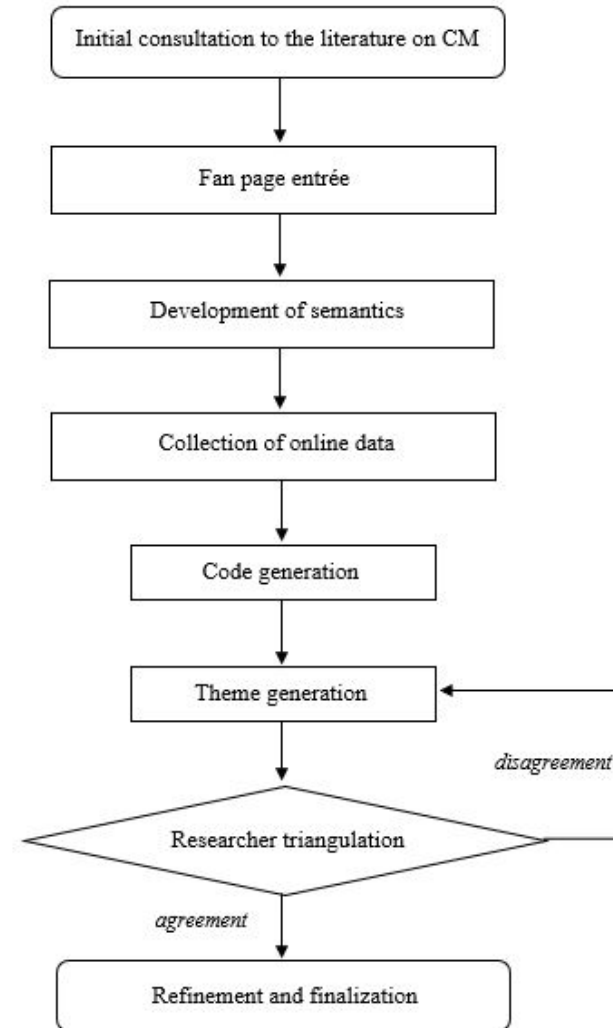 Initial consultation to the literature on CM
Fan page entrée
Development of semantics
Collection of online data
Code generation
Theme generation
disagreement
Researcher triangulation
agreement
Refinement and finalization